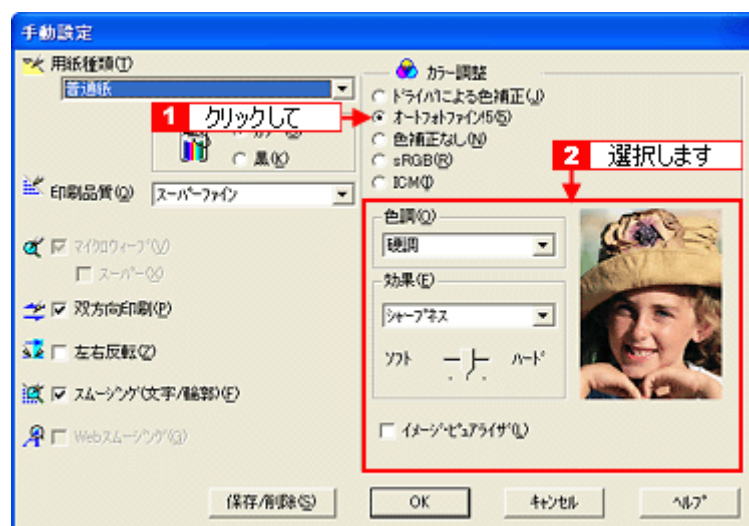 手動設定
用紙種類(T)
普通紙
1 クリックして
黒(K)
印刷品質(Q)
スーパーファイン
マイクロウィーブ(V)
スーパー(X)
双方向印刷(P)
左右反転(Z)
スムージング(文字/輪郭)(F)
Webスムージング(G)
カラー調整
ドライバによる色補正(J)
オートフォトファイン!5(5)
色補正なし(N)
sRGB(R)
ICM(I)
2 選択します
色調(O)
硬調
効果(E)
シャープネス
ソフト
ハード
イメージ・ビュアライザ(L)
保存/削除(S)
OK
キャンセル
ヘルプ